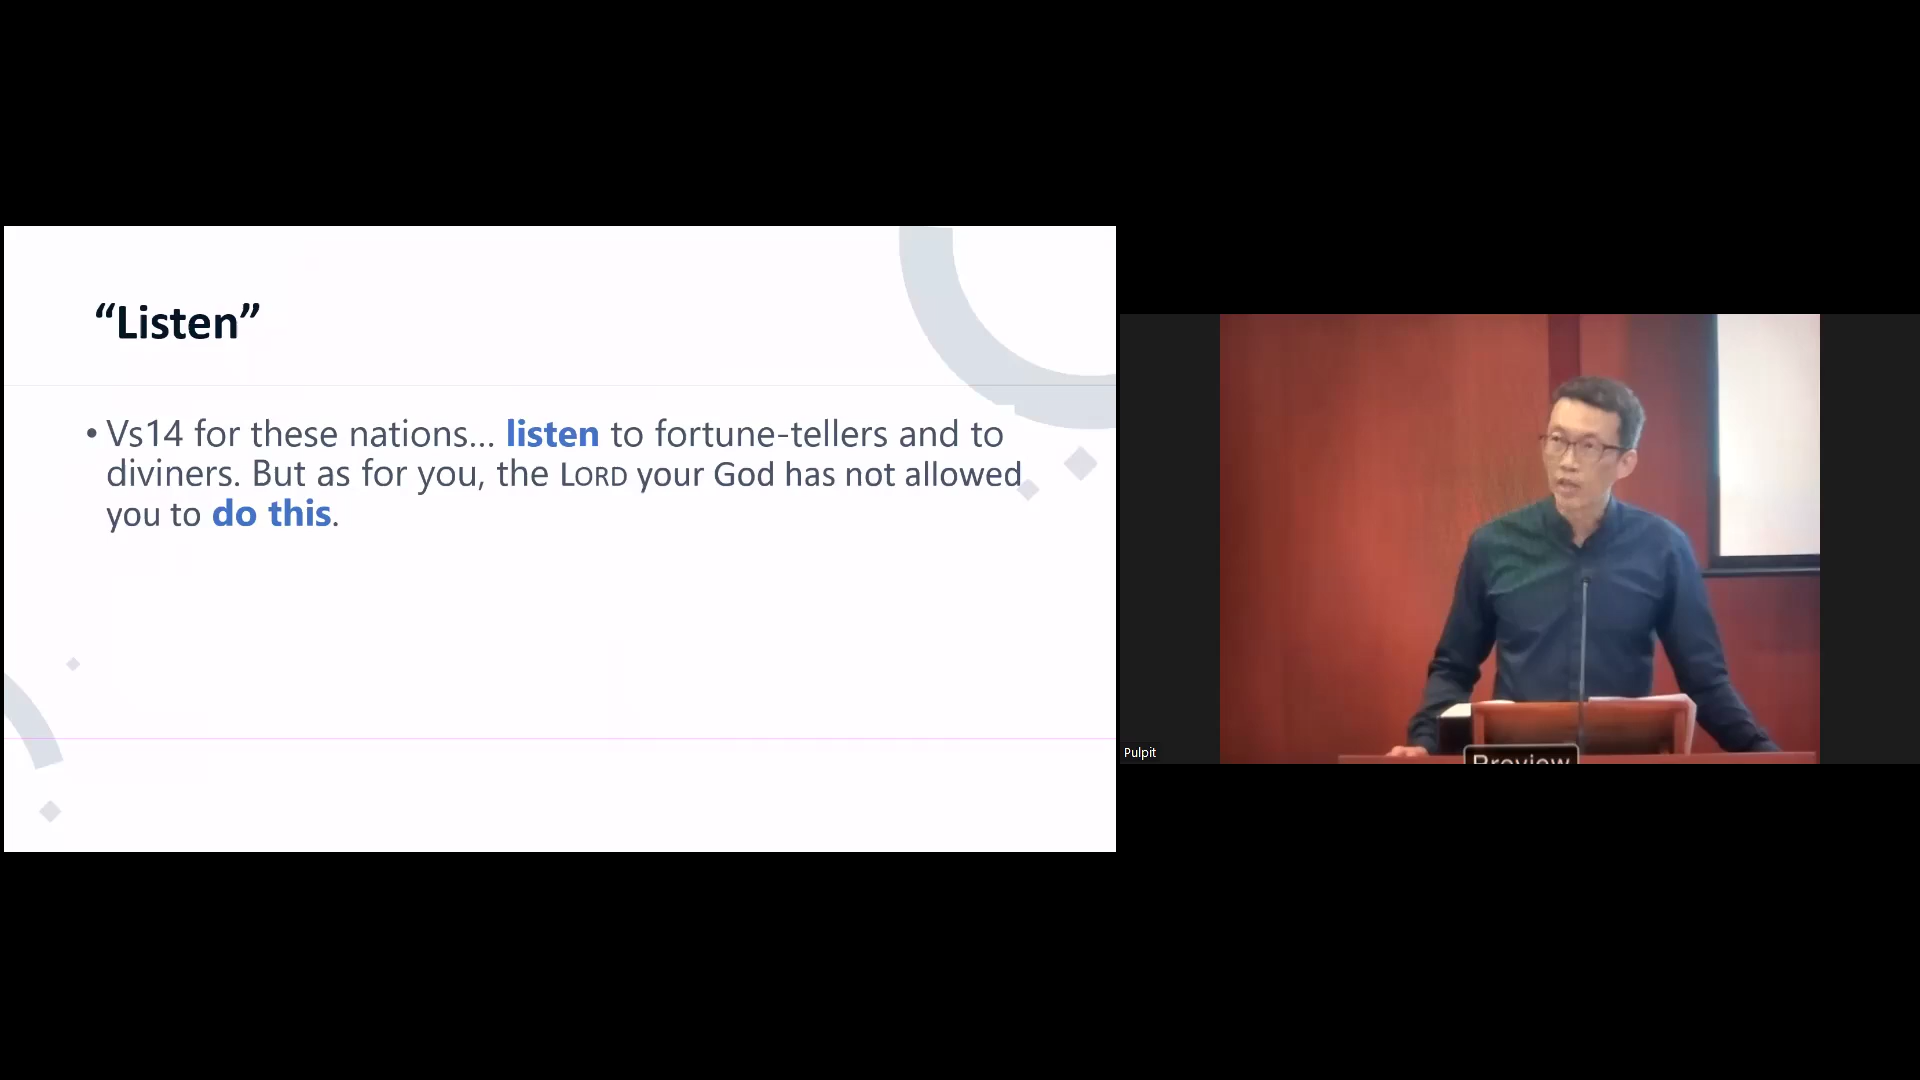 “Listen”
• Vs14 for these nations... listen to fortune-tellers and to
diviners. But as for you, the LORD your God has not allowed
you to do this.
Pulpit
Preview